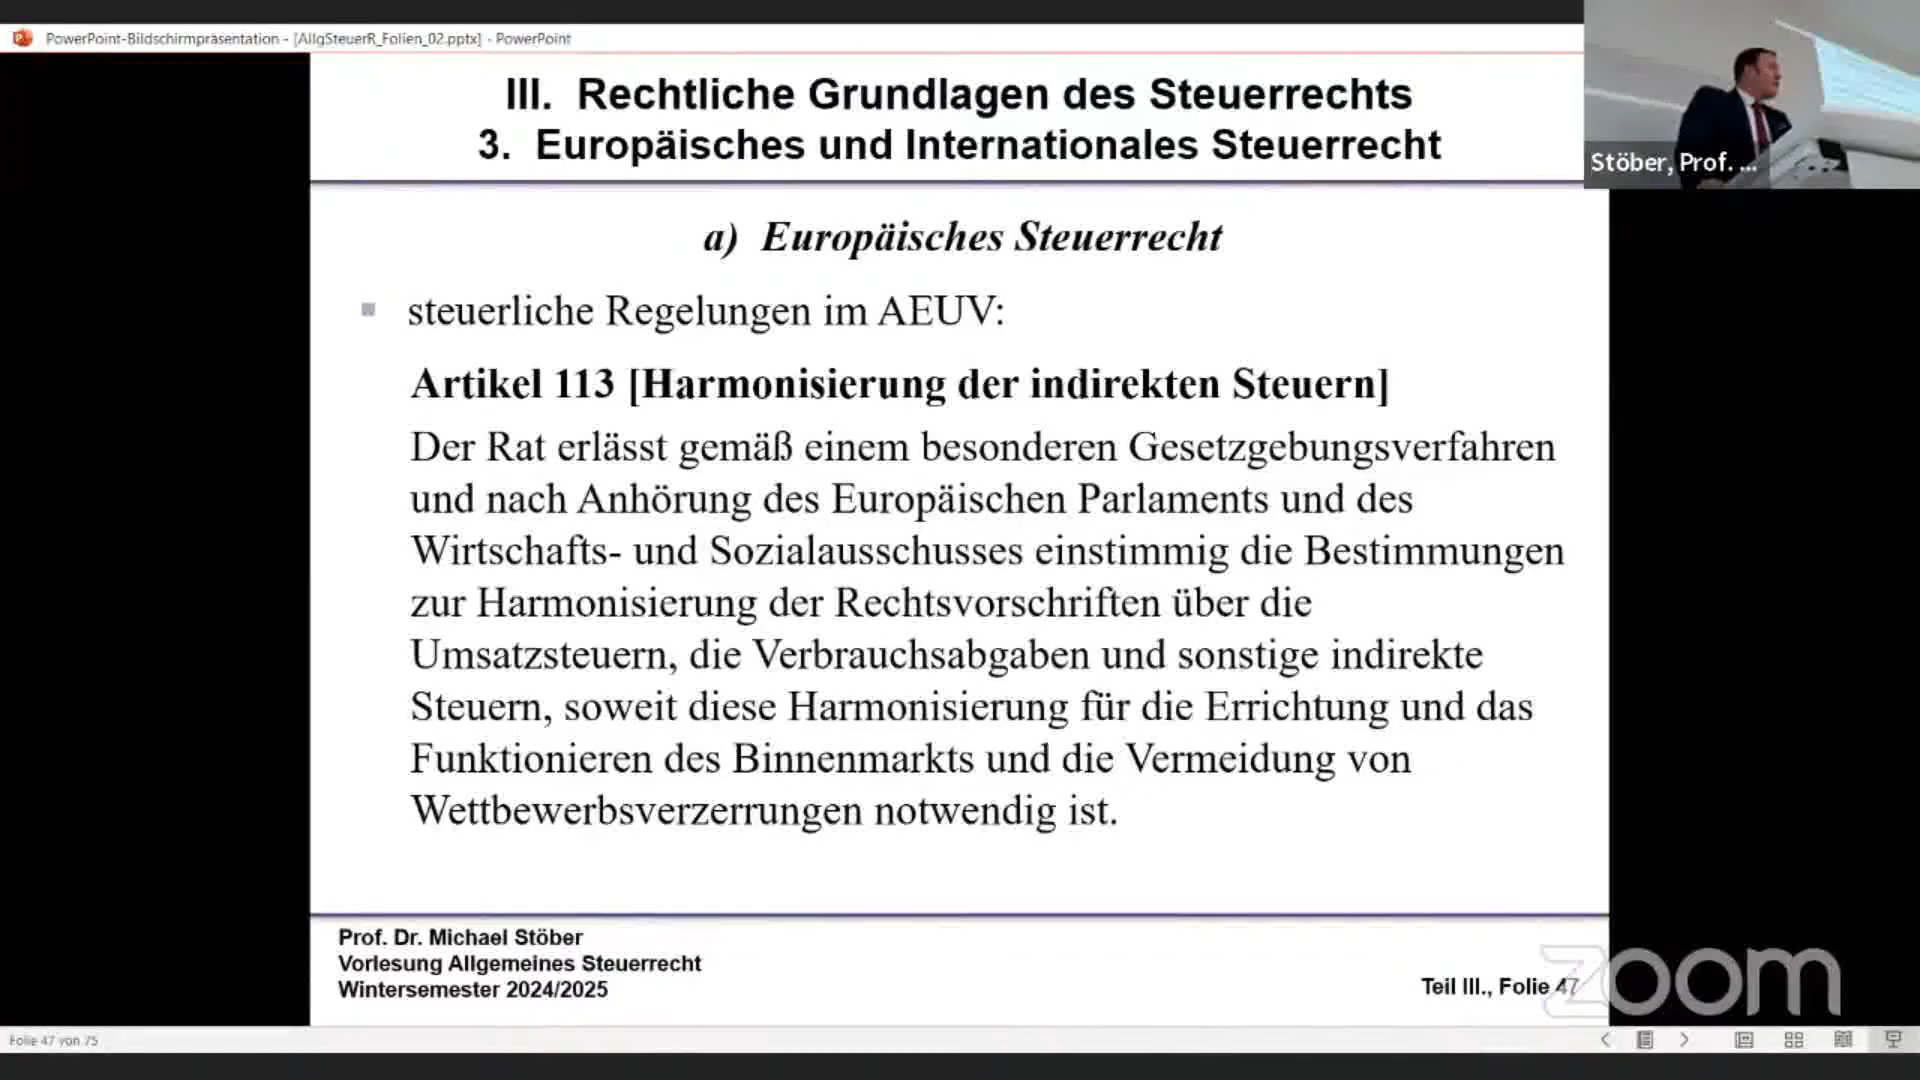 PowerPoint-Bildschirmpräsentation - [AllgSteuerR_Folien_02.pptx] - PowerPoint
Stöber, Prof. ...
III. Rechtliche Grundlagen des Steuerrechts
3. Europäisches und Internationales Steuerrecht
a) Europäisches Steuerrecht
steuerliche Regelungen im AEUV:
Artikel 113 [Harmonisierung der indirekten Steuern]
Der Rat erlässt gemäß einem besonderen Gesetzgebungsverfahren
und nach Anhörung des Europäischen Parlaments und des
Wirtschafts- und Sozialausschusses einstimmig die Bestimmungen
zur Harmonisierung der Rechtsvorschriften über die
Umsatzsteuern, die Verbrauchsabgaben und sonstige indirekte
Steuern, soweit diese Harmonisierung für die Errichtung und das
Funktionieren des Binnenmarkts und die Vermeidung von
Wettbewerbsverzerrungen notwendig ist.
Prof. Dr. Michael Stöber
Vorlesung Allgemeines Steuerrecht
Wintersemester 2024/2025
Teil III., Folie 47
zoom
Folie 47 von 75